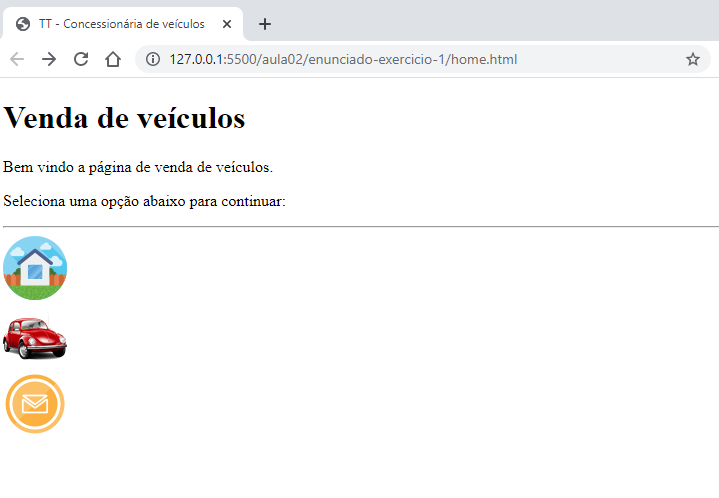 TT - Concessionária de veículos
127.0.0.1:5500/aula02/enunciado-exercicio-1/home.html
Venda de veículos
Bem vindo a página de venda de veículos.
Seleciona uma opção abaixo para continuar: